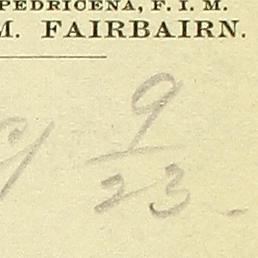 PEDRICENA, F. I. M.
M. FAIRBAIRN.
9
23-